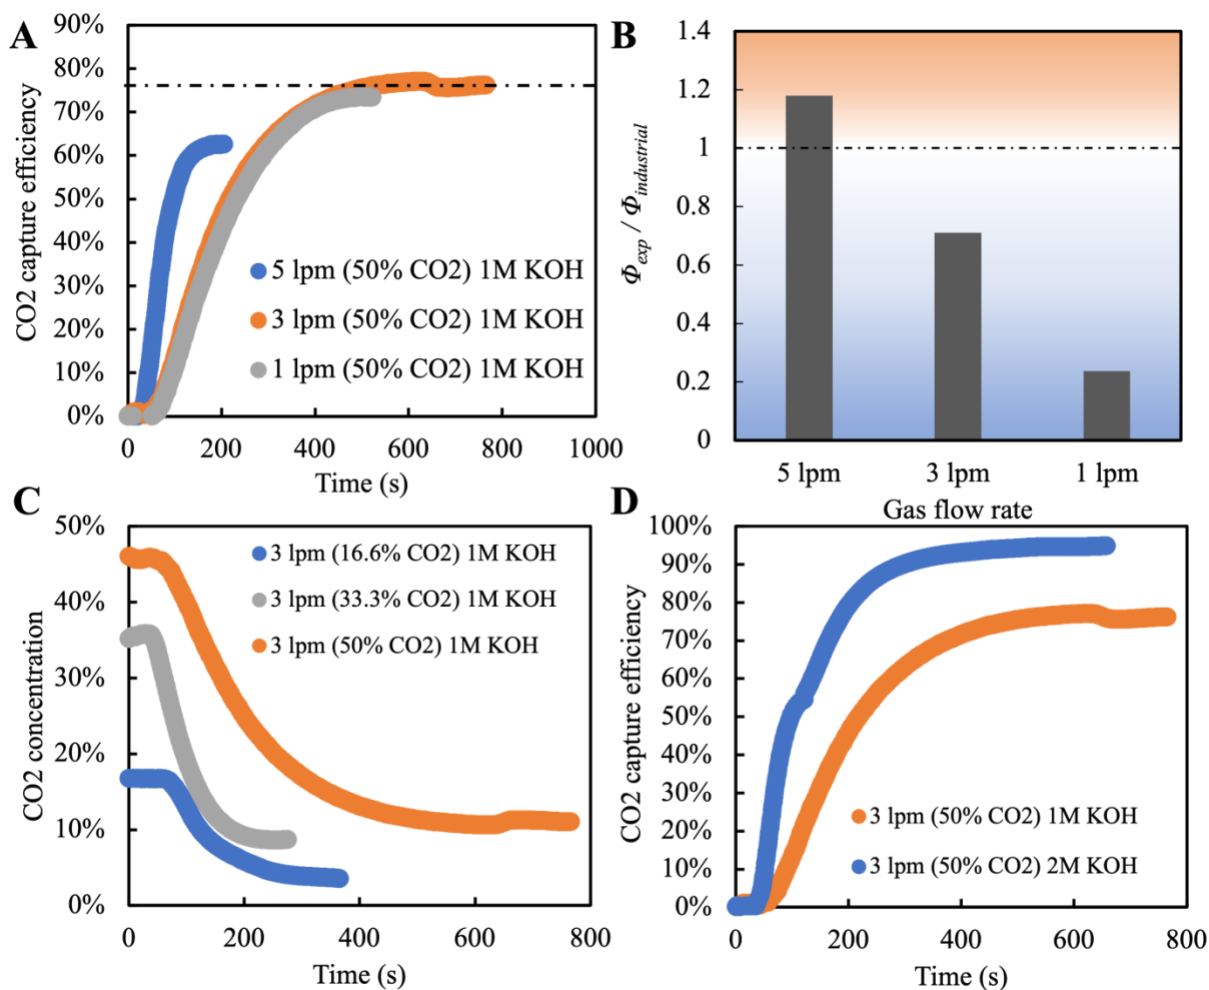 A
CO2 capture efficiency
90%
80%
70%
60%
50%
40%
30%
20%
10%
0%
5 lpm (50% CO2) 1M KOH
3 lpm (50% CO2) 1M KOH
1 lpm (50% CO2) 1M KOH
0 200 400 600 800 1000
Time (s)
B
Φexp / Φindustrial
1.4
1.2
1
0.8
0.6
0.4
0.2
0
5 lpm 3 lpm 1 lpm
Gas flow rate
C
CO2 concentration
50%
40%
30%
20%
10%
0%
3 lpm (16.6% CO2) 1M KOH
3 lpm (33.3% CO2) 1M KOH
3 lpm (50% CO2) 1M KOH
0 200 400 600 800
Time (s)
D
CO2 capture efficiency
100%
90%
80%
70%
60%
50%
40%
30%
20%
10%
0%
3 lpm (50% CO2) 1M KOH
3 lpm (50% CO2) 2M KOH
0 200 400 600 800
Time (s)